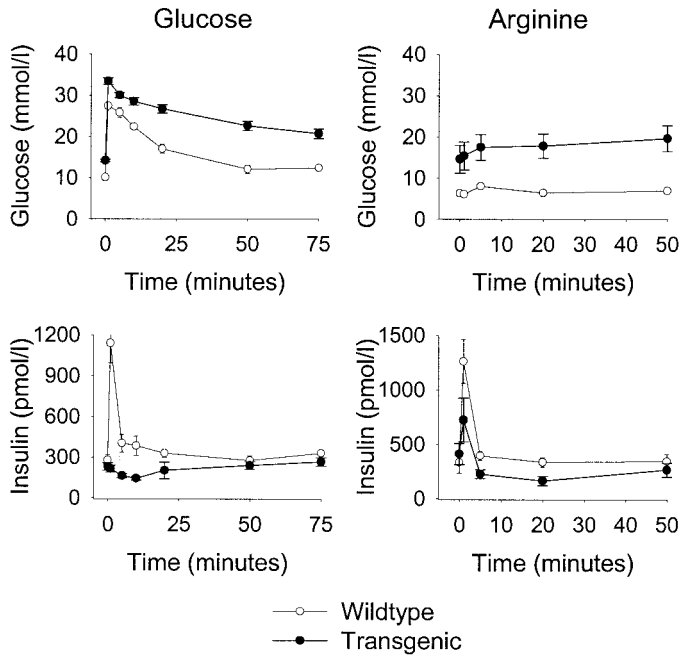 Glucose
Arginine
Glucose (mmol/l)
40
30
20
10
0
0 25 50 75
Time (minutes)
Glucose (mmol/l)
40
30
20
10
0
0 10 20 30 40 50
Time (minutes)
Insulin (pmol/l)
1200
900
600
300
0
0 25 50 75
Time (minutes)
Insulin (pmol/l)
1500
1000
500
0
0 10 20 30 40 50
Time (minutes)
Wildtype
Transgenic